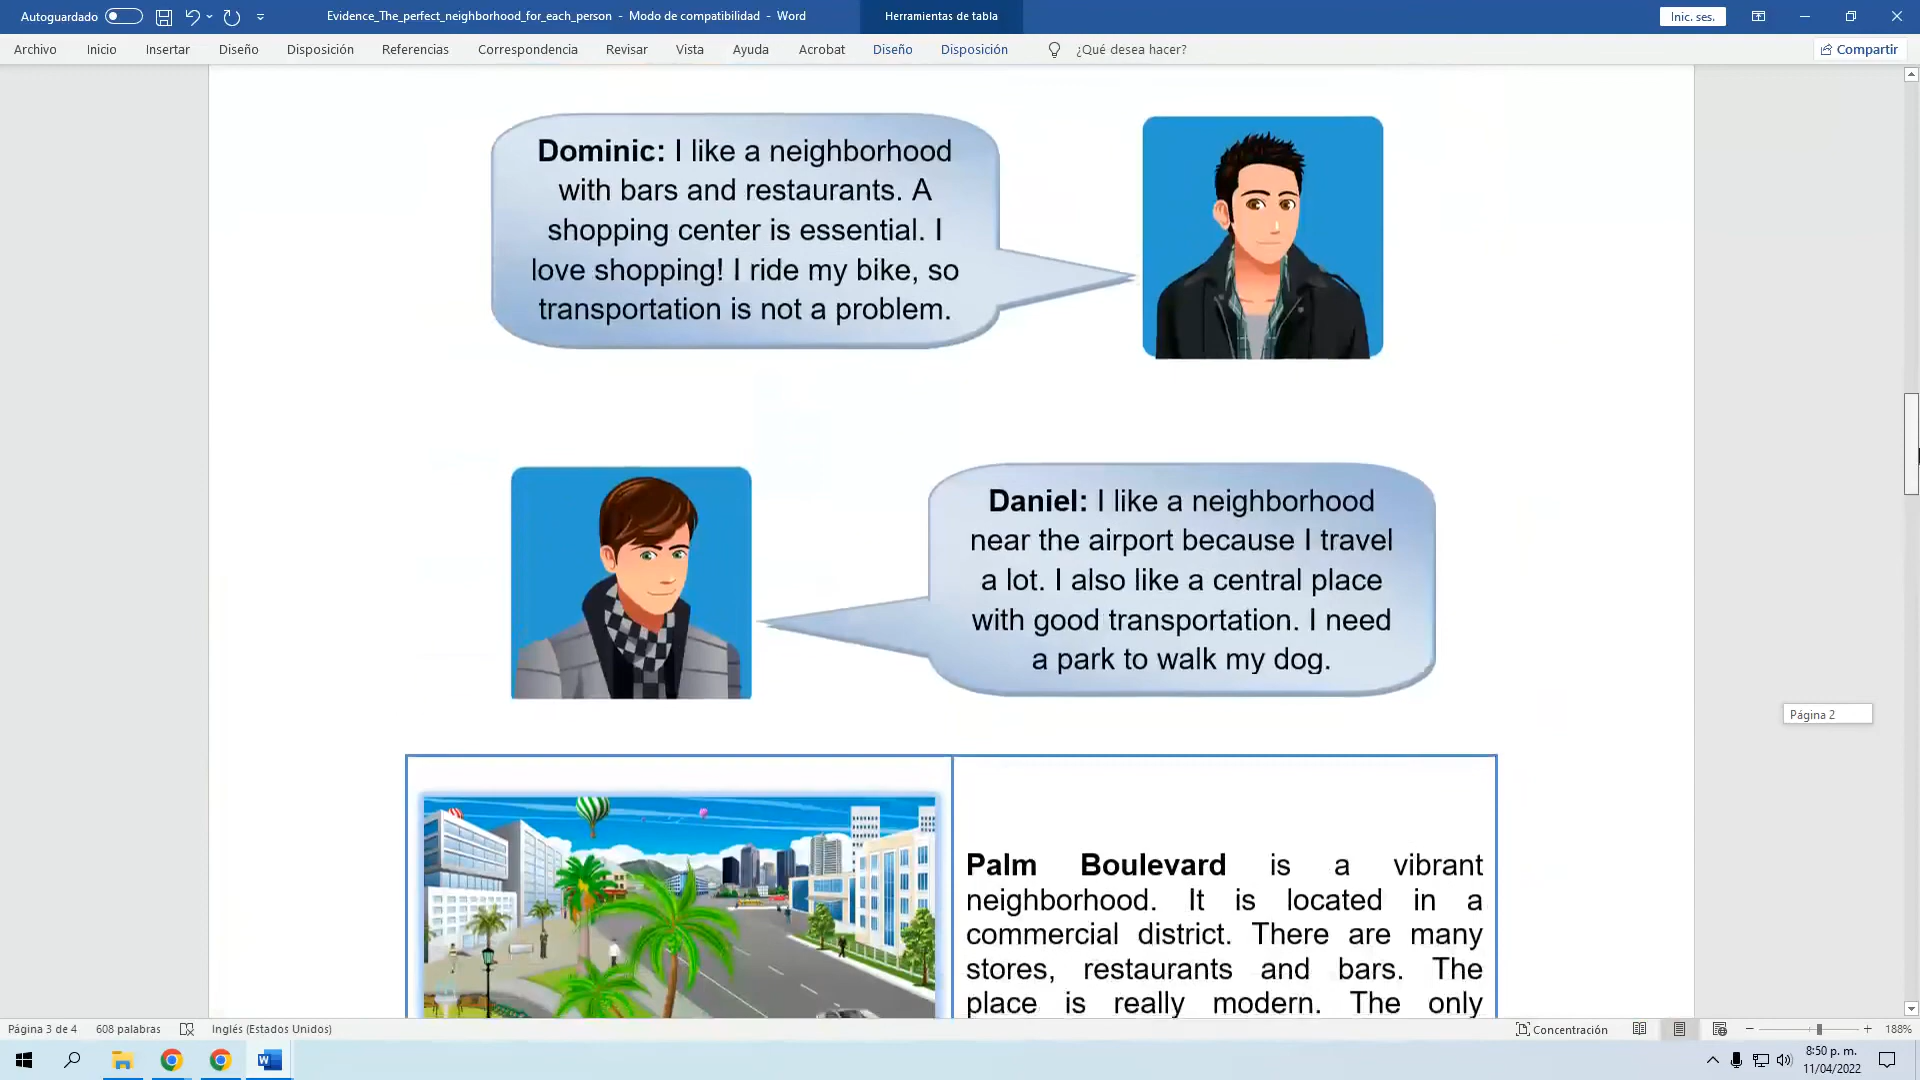 Autoguardado
Evidence_The_perfect_neighborhood_for_each_person - Modo de compatibilidad - Word
Herramientas de tabla
Inic. ses.
Archivo Inicio Insertar Diseño Disposición Referencias Correspondencia Revisar Vista Ayuda Acrobat Diseño Disposición ¿Qué desea hacer? Compartir
Dominic: I like a neighborhood
with bars and restaurants. A
shopping center is essential. I
love shopping! I ride my bike, so
transportation is not a problem.
Daniel: I like a neighborhood
near the airport because I travel
a lot. I also like a central place
with good transportation. I need
a park to walk my dog.
Página 2
Palm Boulevard is a vibrant
neighborhood. It is located in a
commercial district. There are many
stores, restaurants and bars. The
place is really modern. The only
Página 3 de 4 608 palabras Inglés (Estados Unidos) Concentración 188%
8:50 p. m.
11/04/2022